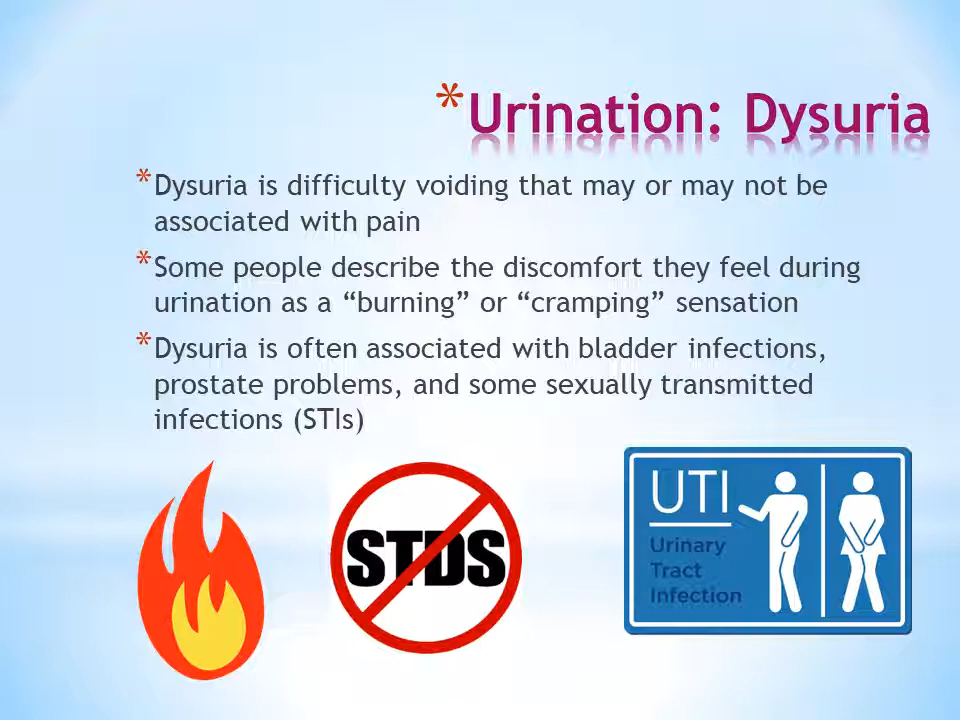 *Urination: Dysuria
*Dysuria is difficulty voiding that may or may not be
associated with pain
*Some people describe the discomfort they feel during
urination as a “burning” or “cramping” sensation
*Dysuria is often associated with bladder infections,
prostate problems, and some sexually transmitted
infections (STIs)
STDS
UTI
Urinary
Tract
Infection